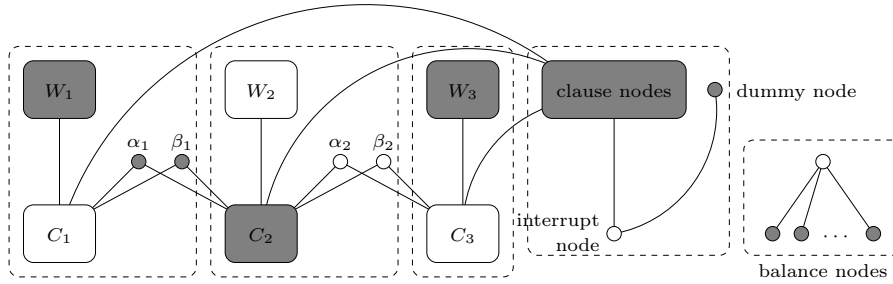 W₁
W₂
W₃
clause nodes
dummy node
α₁
β₁
α₂
β₂
C₁
C₂
C₃
interrupt
node
. . .
balance nodes